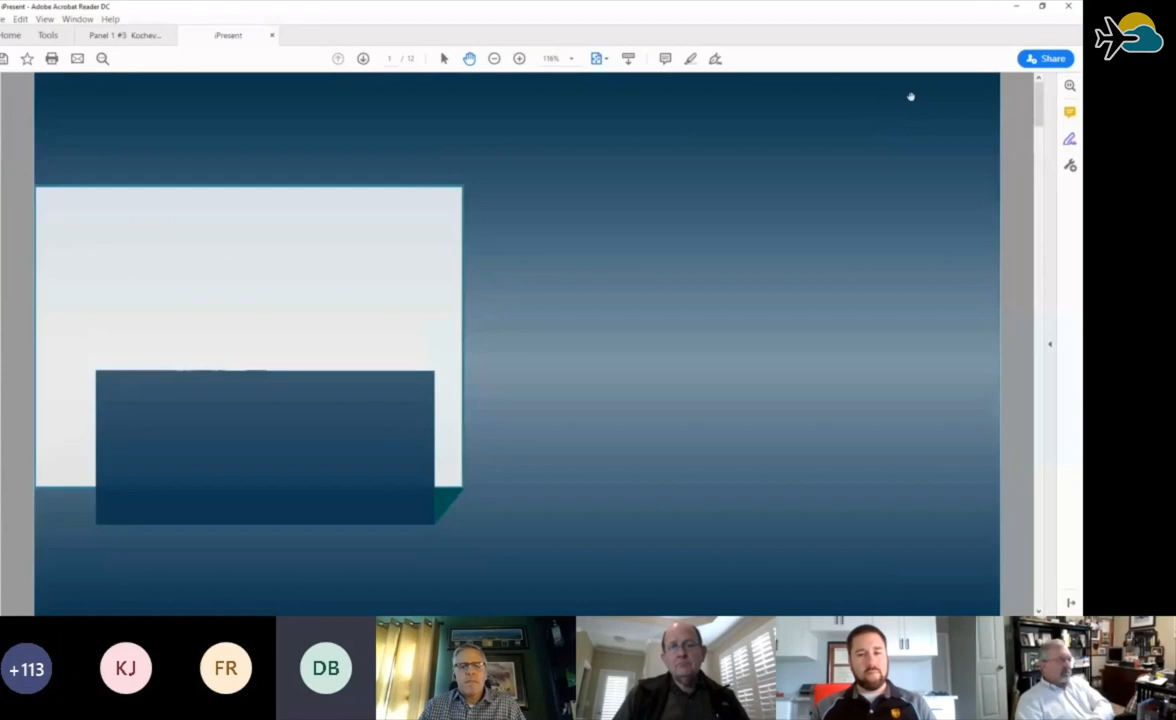 iPresent - Adobe Acrobat Reader DC
e Edit View Window Help
Home Tools Panel 1 #3 Kochev... iPresent ×
1 / 12 116% Share
+113 KJ FR DB